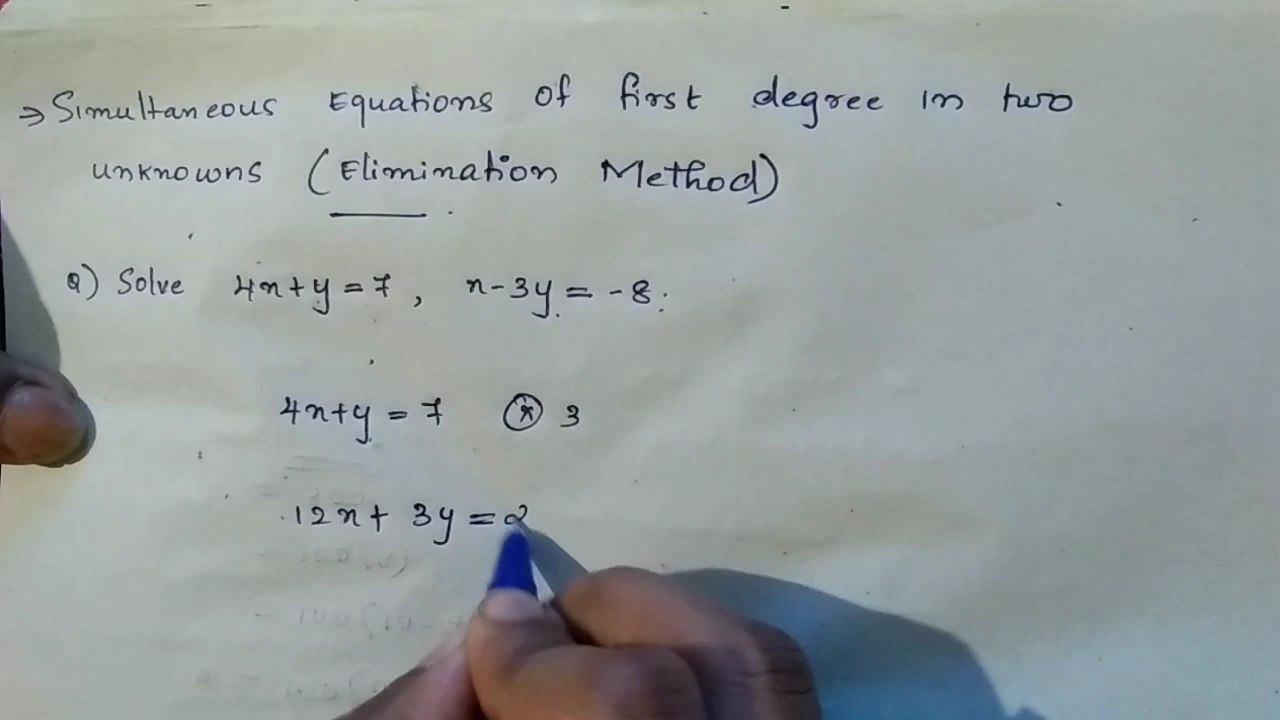 → Simultaneous Equations of first degree in two
unknowns (Elimination Method)
Q) Solve 4x+y=7, x-3y=-8.
4x+y=7 ⊛ 3
12x+ 3y=2